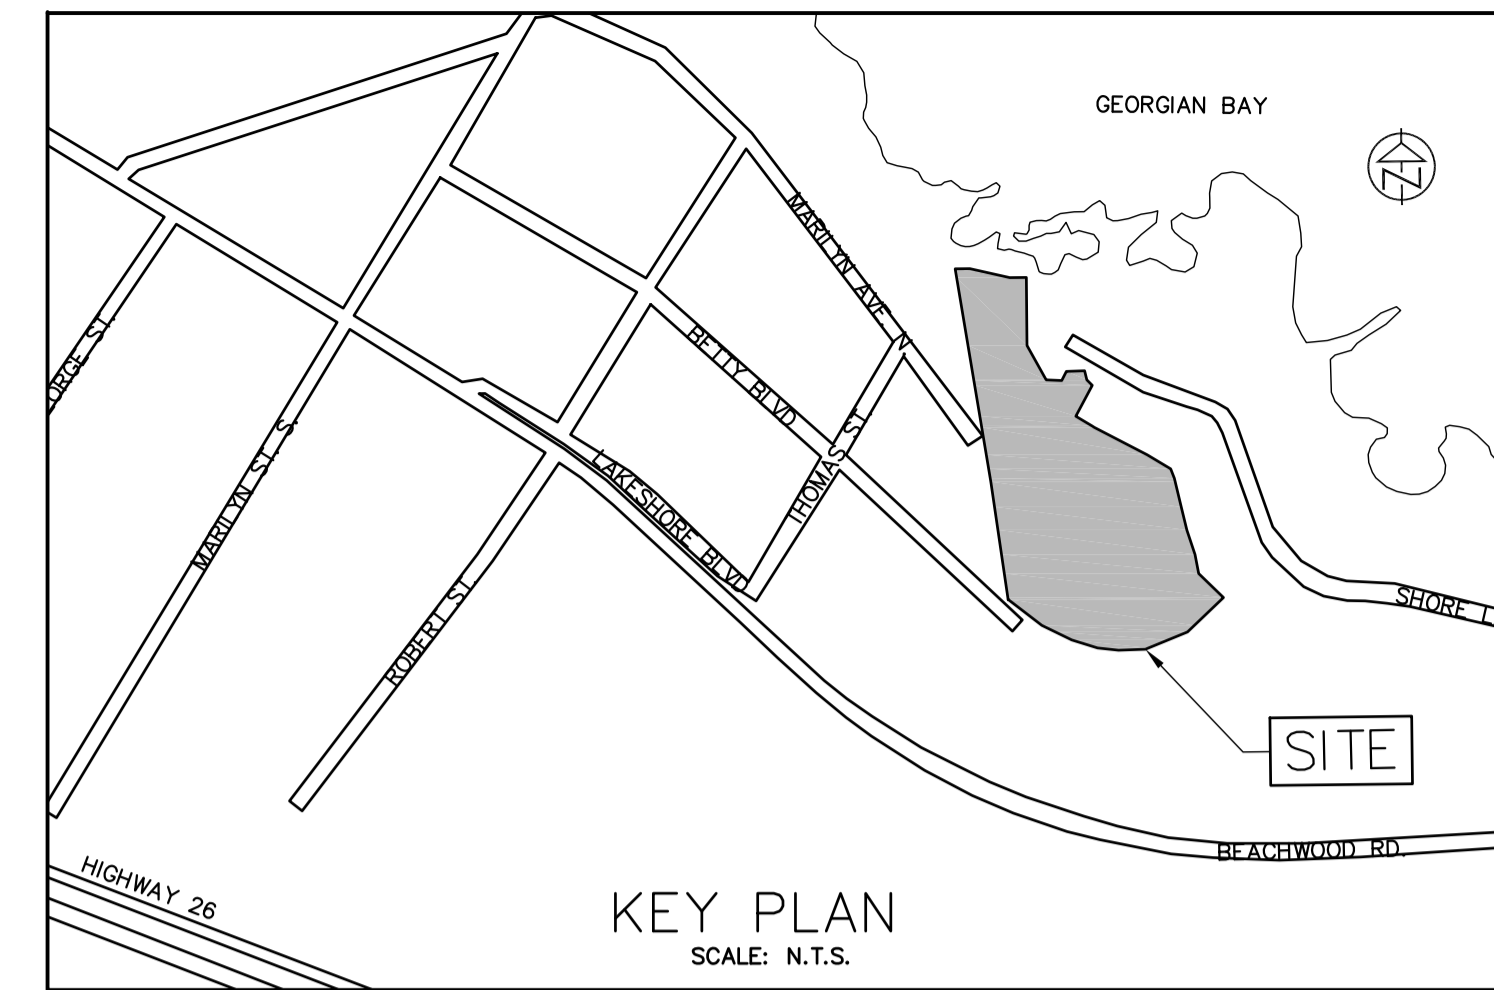 GEORGIAN BAY
N
MARILYN AVE. N
BETTY BLVD
ORGE ST.
THOMAS ST.
LAKESHORE BLVD
MARILYN ST. S.
ROBERT ST.
SHORE L
SITE
BEACHWOOD RD.
HIGHWAY 26
KEY PLAN
SCALE: N.T.S.